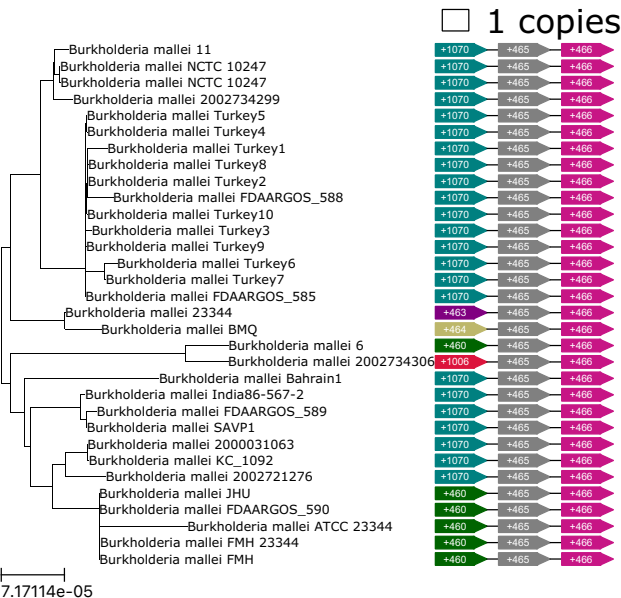 1 copies
Burkholderia mallei 11 +1070 +465 +466
Burkholderia mallei NCTC 10247 +1070 +465 +466
Burkholderia mallei NCTC 10247 +1070 +465 +466
Burkholderia mallei 2002734299 +1070 +465 +466
Burkholderia mallei Turkey5 +1070 +465 +466
Burkholderia mallei Turkey4 +1070 +465 +466
Burkholderia mallei Turkey1 +1070 +465 +466
Burkholderia mallei Turkey8 +1070 +465 +466
Burkholderia mallei Turkey2 +1070 +465 +466
Burkholderia mallei FDAARGOS_588 +1070 +465 +466
Burkholderia mallei Turkey10 +1070 +465 +466
Burkholderia mallei Turkey3 +1070 +465 +466
Burkholderia mallei Turkey9 +1070 +465 +466
Burkholderia mallei Turkey6 +1070 +465 +466
Burkholderia mallei Turkey7 +1070 +465 +466
Burkholderia mallei FDAARGOS_585 +1070 +465 +466
Burkholderia mallei 23344 +463 +465 +466
Burkholderia mallei BMQ +464 +465 +466
Burkholderia mallei 6 +460 +465 +466
Burkholderia mallei 2002734306 +1006 +465 +466
Burkholderia mallei Bahrain1 +1070 +465 +466
Burkholderia mallei India86-567-2 +1070 +465 +466
Burkholderia mallei FDAARGOS_589 +1070 +465 +466
Burkholderia mallei SAVP1 +1070 +465 +466
Burkholderia mallei 2000031063 +1070 +465 +466
Burkholderia mallei KC_1092 +1070 +465 +466
Burkholderia mallei 2002721276 +1070 +465 +466
Burkholderia mallei JHU +460 +465 +466
Burkholderia mallei FDAARGOS_590 +460 +465 +466
Burkholderia mallei ATCC 23344 +460 +465 +466
Burkholderia mallei FMH 23344 +460 +465 +466
Burkholderia mallei FMH +460 +465 +466
7.17114e-05